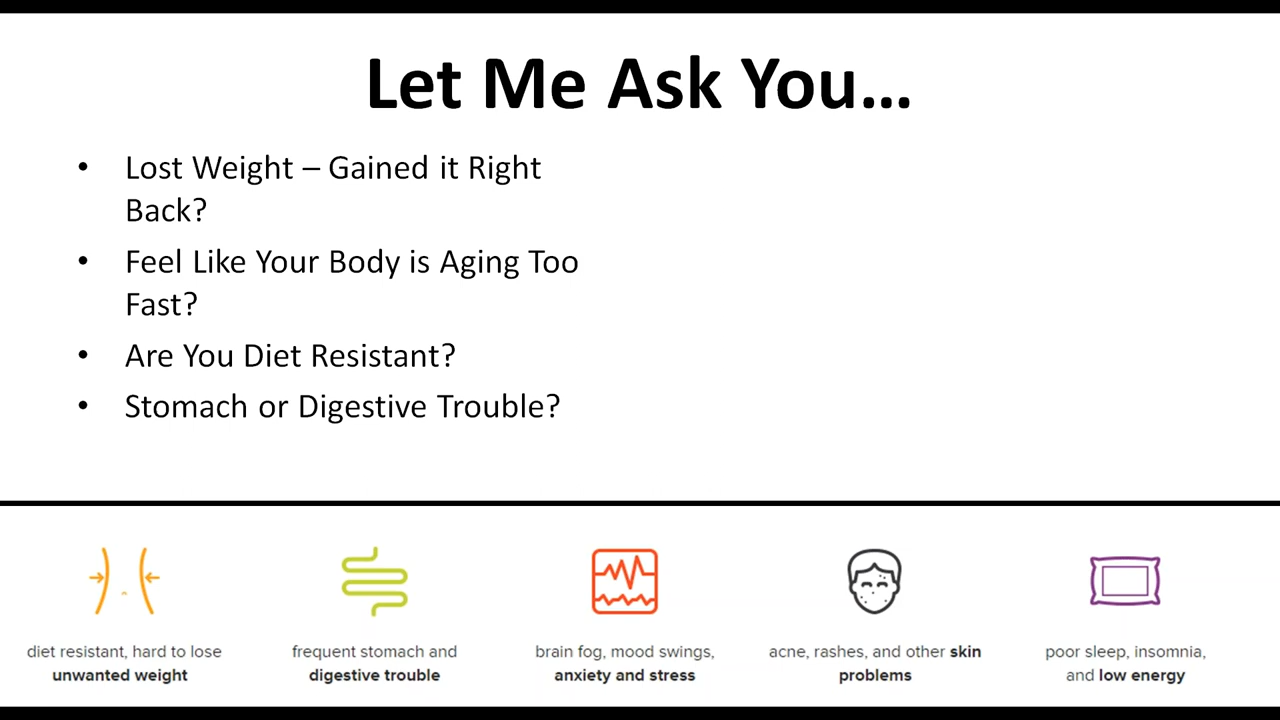 Let Me Ask You...
• Lost Weight – Gained it Right
Back?
• Feel Like Your Body is Aging Too
Fast?
• Are You Diet Resistant?
• Stomach or Digestive Trouble?
diet resistant, hard to lose
unwanted weight
frequent stomach and
digestive trouble
brain fog, mood swings,
anxiety and stress
acne, rashes, and other skin
problems
poor sleep, insomnia,
and low energy